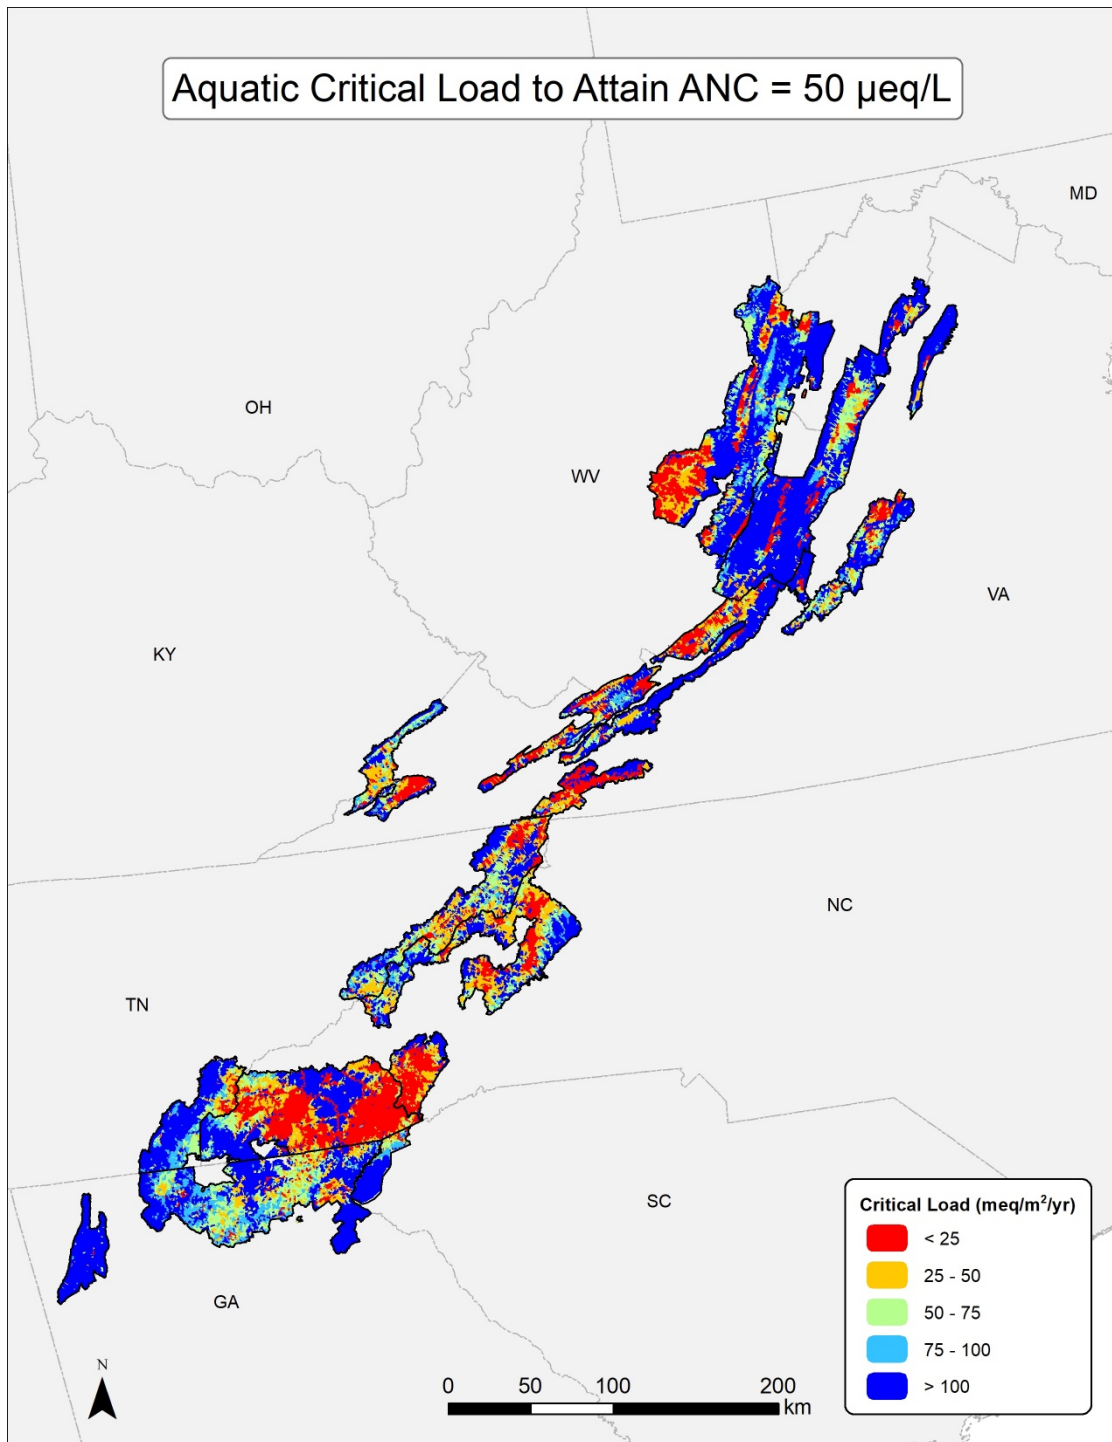 Aquatic Critical Load to Attain ANC = 50 µeq/L
MD
OH
WV
VA
KY
NC
TN
SC
GA
Critical Load (meq/m²/yr)
< 25
25 - 50
50 - 75
75 - 100
> 100
N
0 50 100 200
km